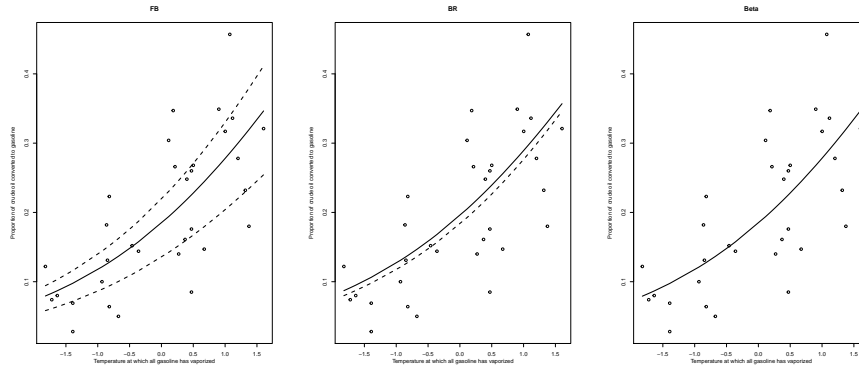 FB
Proportion of crude oil converted to gasoline
0.4
0.3
0.2
0.1
−1.5 −1.0 −0.5 0.0 0.5 1.0 1.5
Temperature at which all gasoline has vaporized
BR
Proportion of crude oil converted to gasoline
0.4
0.3
0.2
0.1
−1.5 −1.0 −0.5 0.0 0.5 1.0 1.5
Temperature at which all gasoline has vaporized
Beta
Proportion of crude oil converted to gasoline
0.4
0.3
0.2
0.1
−1.5 −1.0 −0.5 0.0 0.5 1.0 1.5
Temperature at which all gasoline has vaporized